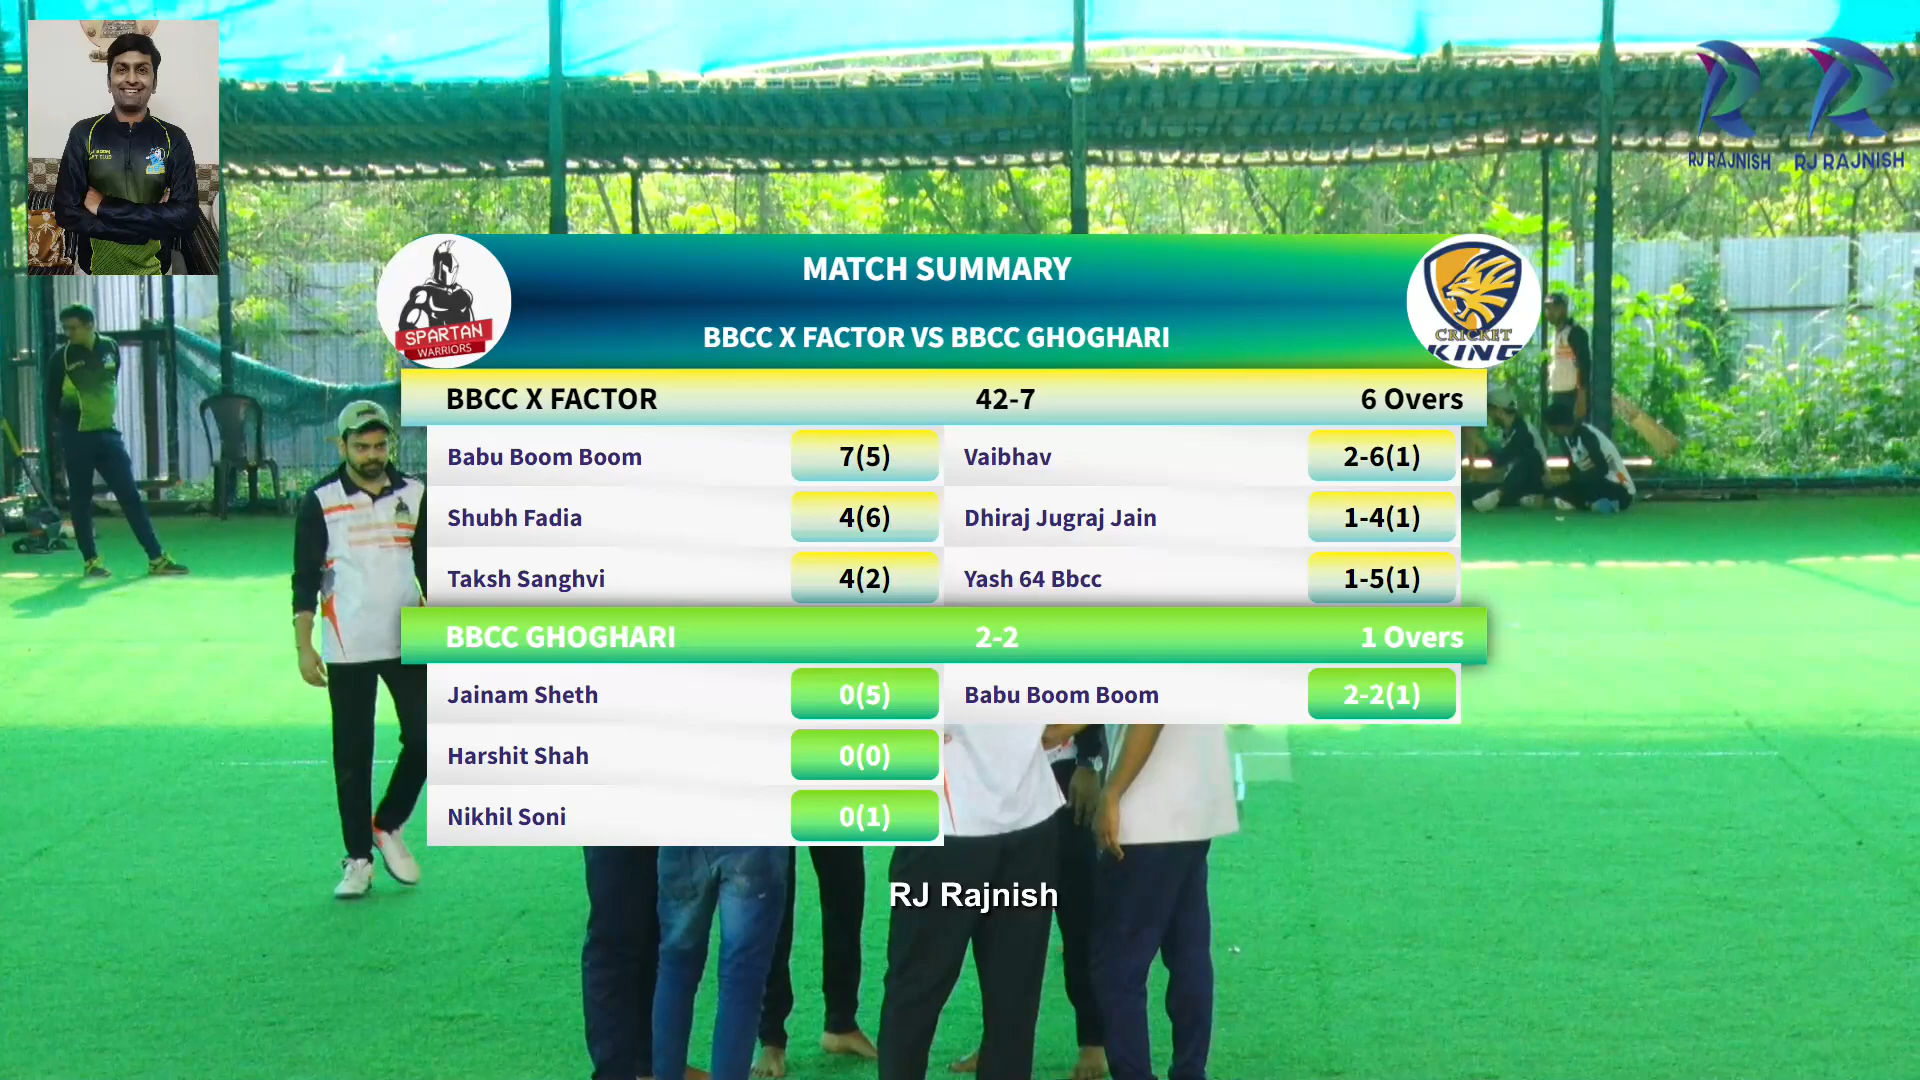 RJ RAJNISH RJ RAJNISH
SPARTAN
WARRIORS
MATCH SUMMARY
BBCC X FACTOR VS BBCC GHOGHARI
CRICKET
KING
BBCC X FACTOR 42-7 6 Overs
Babu Boom Boom 7(5) Vaibhav 2-6(1)
Shubh Fadia 4(6) Dhiraj Jugraj Jain 1-4(1)
Taksh Sanghvi 4(2) Yash 64 Bbcc 1-5(1)
BBCC GHOGHARI 2-2 1 Overs
Jainam Sheth 0(5) Babu Boom Boom 2-2(1)
Harshit Shah 0(0)
Nikhil Soni 0(1)
RJ Rajnish